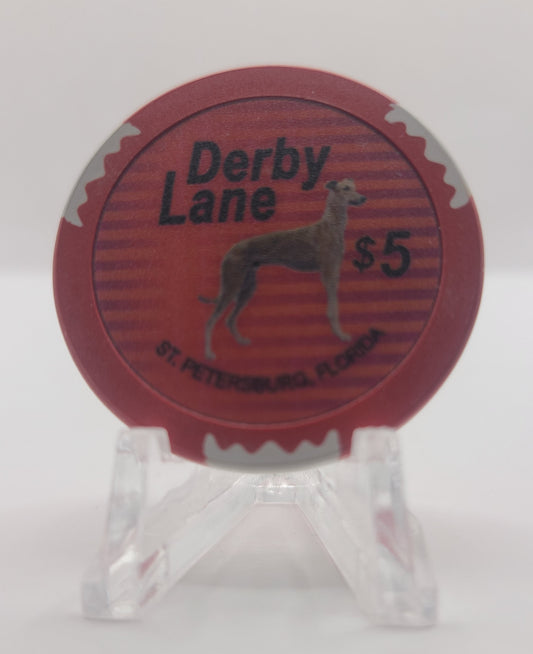 Derby
Lane
$5
ST. PETERSBURG, FLORIDA